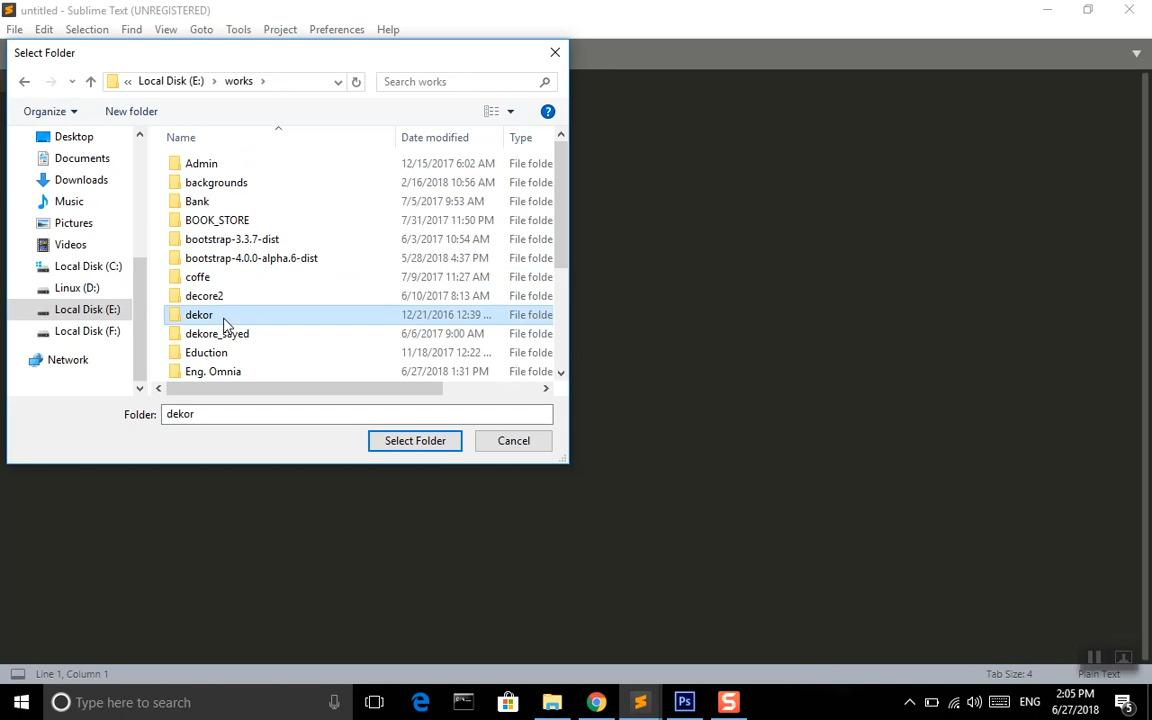 untitled - Sublime Text (UNREGISTERED)
File Edit Selection Find View Goto Tools Project Preferences Help
Select Folder
« Local Disk (E:) > works >
Search works
Organize New folder
Name Date modified Type
Desktop
Documents
Downloads
Music
Pictures
Videos
Local Disk (C:)
Linux (D:)
Local Disk (E:)
Local Disk (F:)
Network
Admin 12/15/2017 6:02 AM File folde
backgrounds 2/16/2018 10:56 AM File folde
Bank 7/5/2017 9:53 AM File folde
BOOK_STORE 7/31/2017 11:50 PM File folde
bootstrap-3.3.7-dist 6/3/2017 10:54 AM File folde
bootstrap-4.0.0-alpha.6-dist 5/28/2018 4:37 PM File folde
coffe 7/9/2017 11:27 AM File folde
decore2 6/10/2017 8:13 AM File folde
dekor 12/21/2016 12:39 ... File folde
dekore_sayed 6/6/2017 9:00 AM File folde
Eduction 11/18/2017 12:22 ... File folde
Eng. Omnia 6/27/2018 1:31 PM File folde
Folder: dekor
Select Folder Cancel
Line 1, Column 1
Tab Size: 4 Plain Text
Type here to search
ENG
2:05 PM
6/27/2018
5